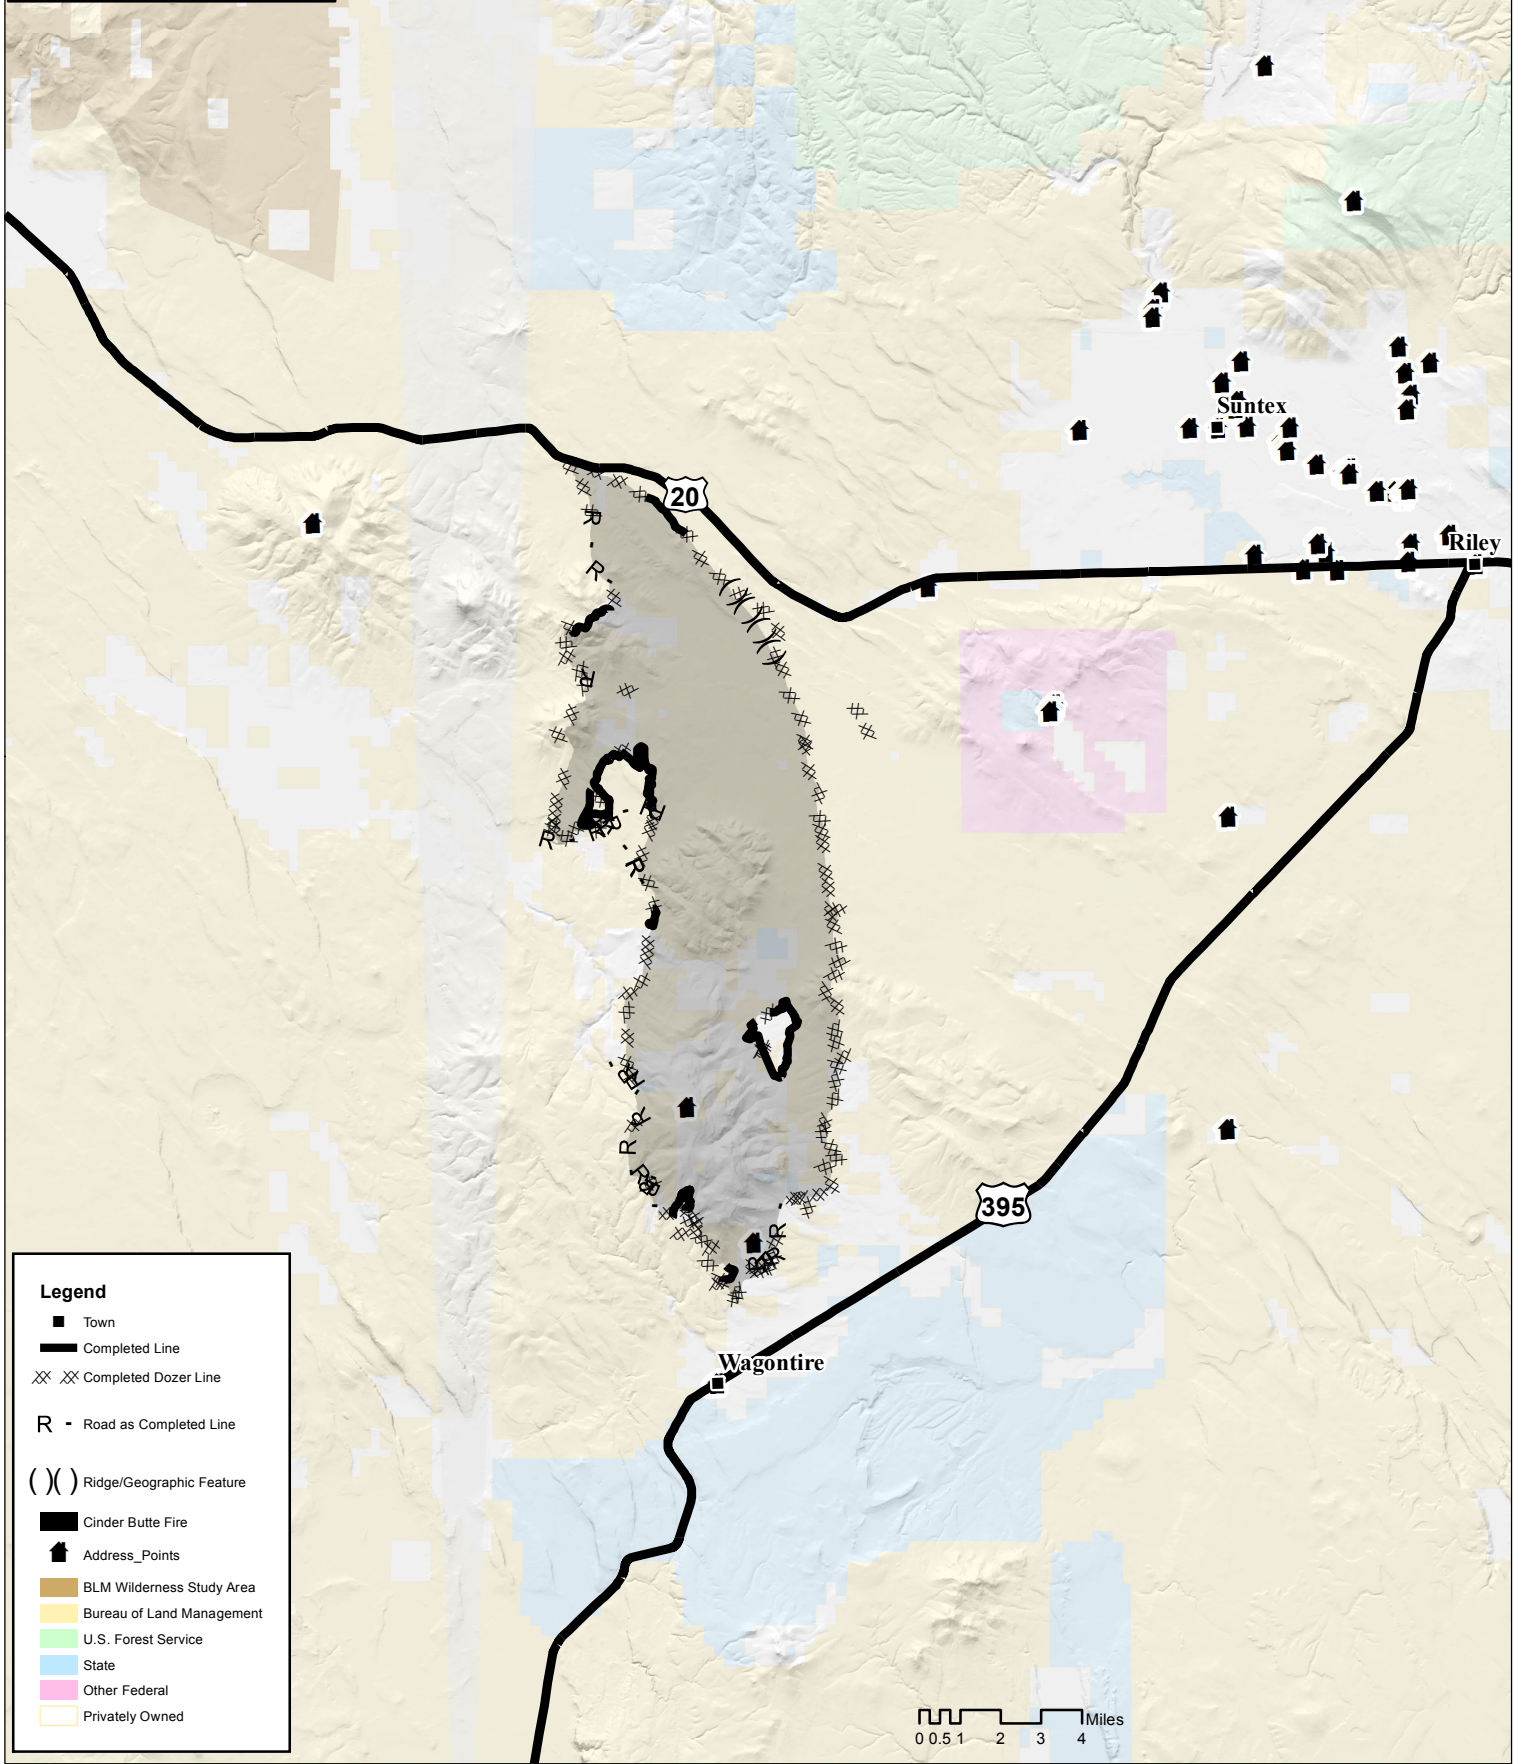 Suntex
20
Riley
395
Wagontire
Legend
Town
Completed Line
Completed Dozer Line
R - Road as Completed Line
( )( ) Ridge/Geographic Feature
Cinder Butte Fire
Address_Points
BLM Wilderness Study Area
Bureau of Land Management
U.S. Forest Service
State
Other Federal
Privately Owned
Miles
0 0.5 1 2 3 4